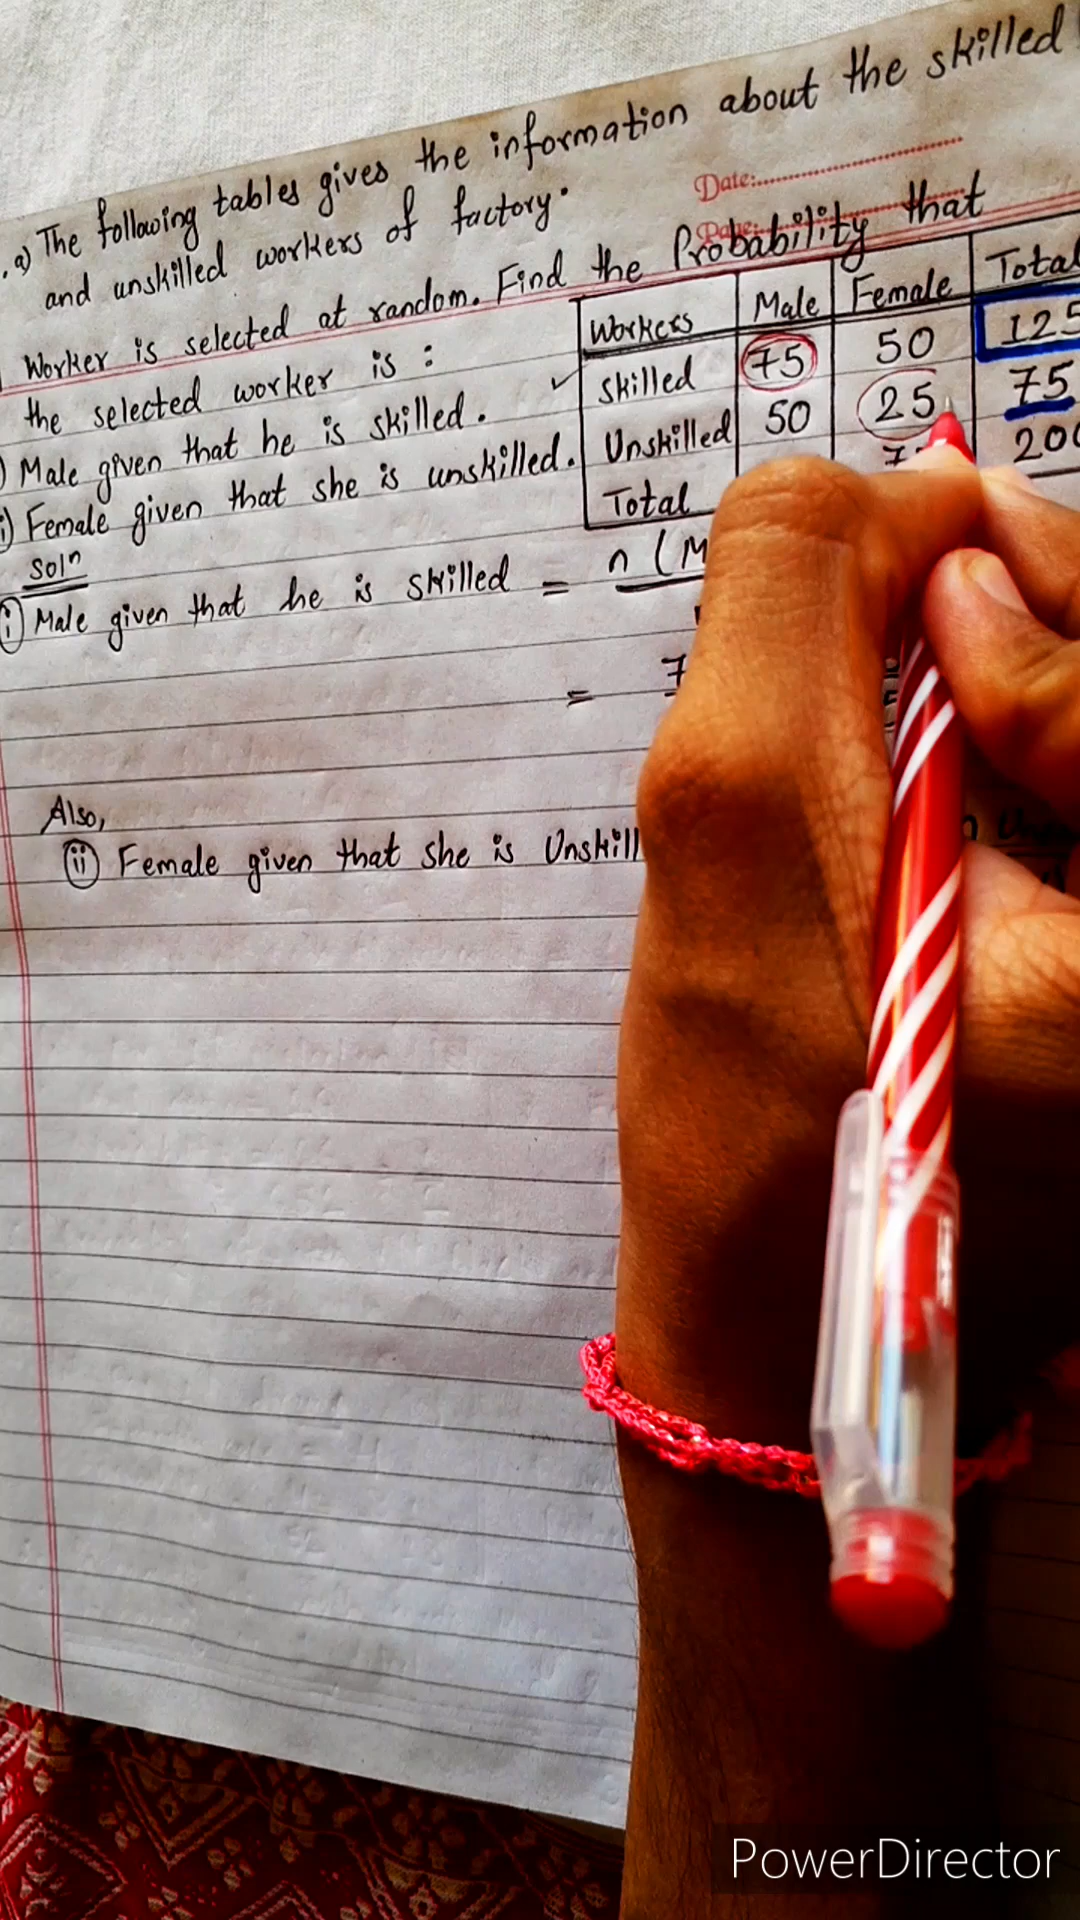 .a) The following tables gives the information about the skilled
and unskilled workers of factory.
Date:
Worker is selected at random. Find the Probability that
the selected worker is :
) Male given that he is skilled.
i) Female given that she is unskilled.
Workers Male Female Total
Skilled 75 50 125
Unskilled 50 25 75
Total 200
Soln
i) Male given that he is skilled = n (M
=
Also,
ii) Female given that she is Unskill
PowerDirector